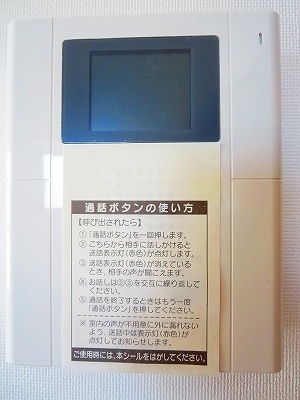 通話ボタンの使い方
【呼び出されたら】
①「通話ボタン」を一回押します。
②こちらから相手に話しかけると
送話表示灯(赤色)が点灯します。
③送話表示灯(赤色)が消えている
とき、相手の声が聞こえます。
④お話しは②③を交互に繰り返して
ください。
⑤通話を終了するときはもう一度
「通話ボタン」を押してください。
※室内の声が不用意に外に漏れない
よう、送話中は表示灯(赤色)が
点灯してお知らせします。
ご使用時には、本シールをはがしてください。